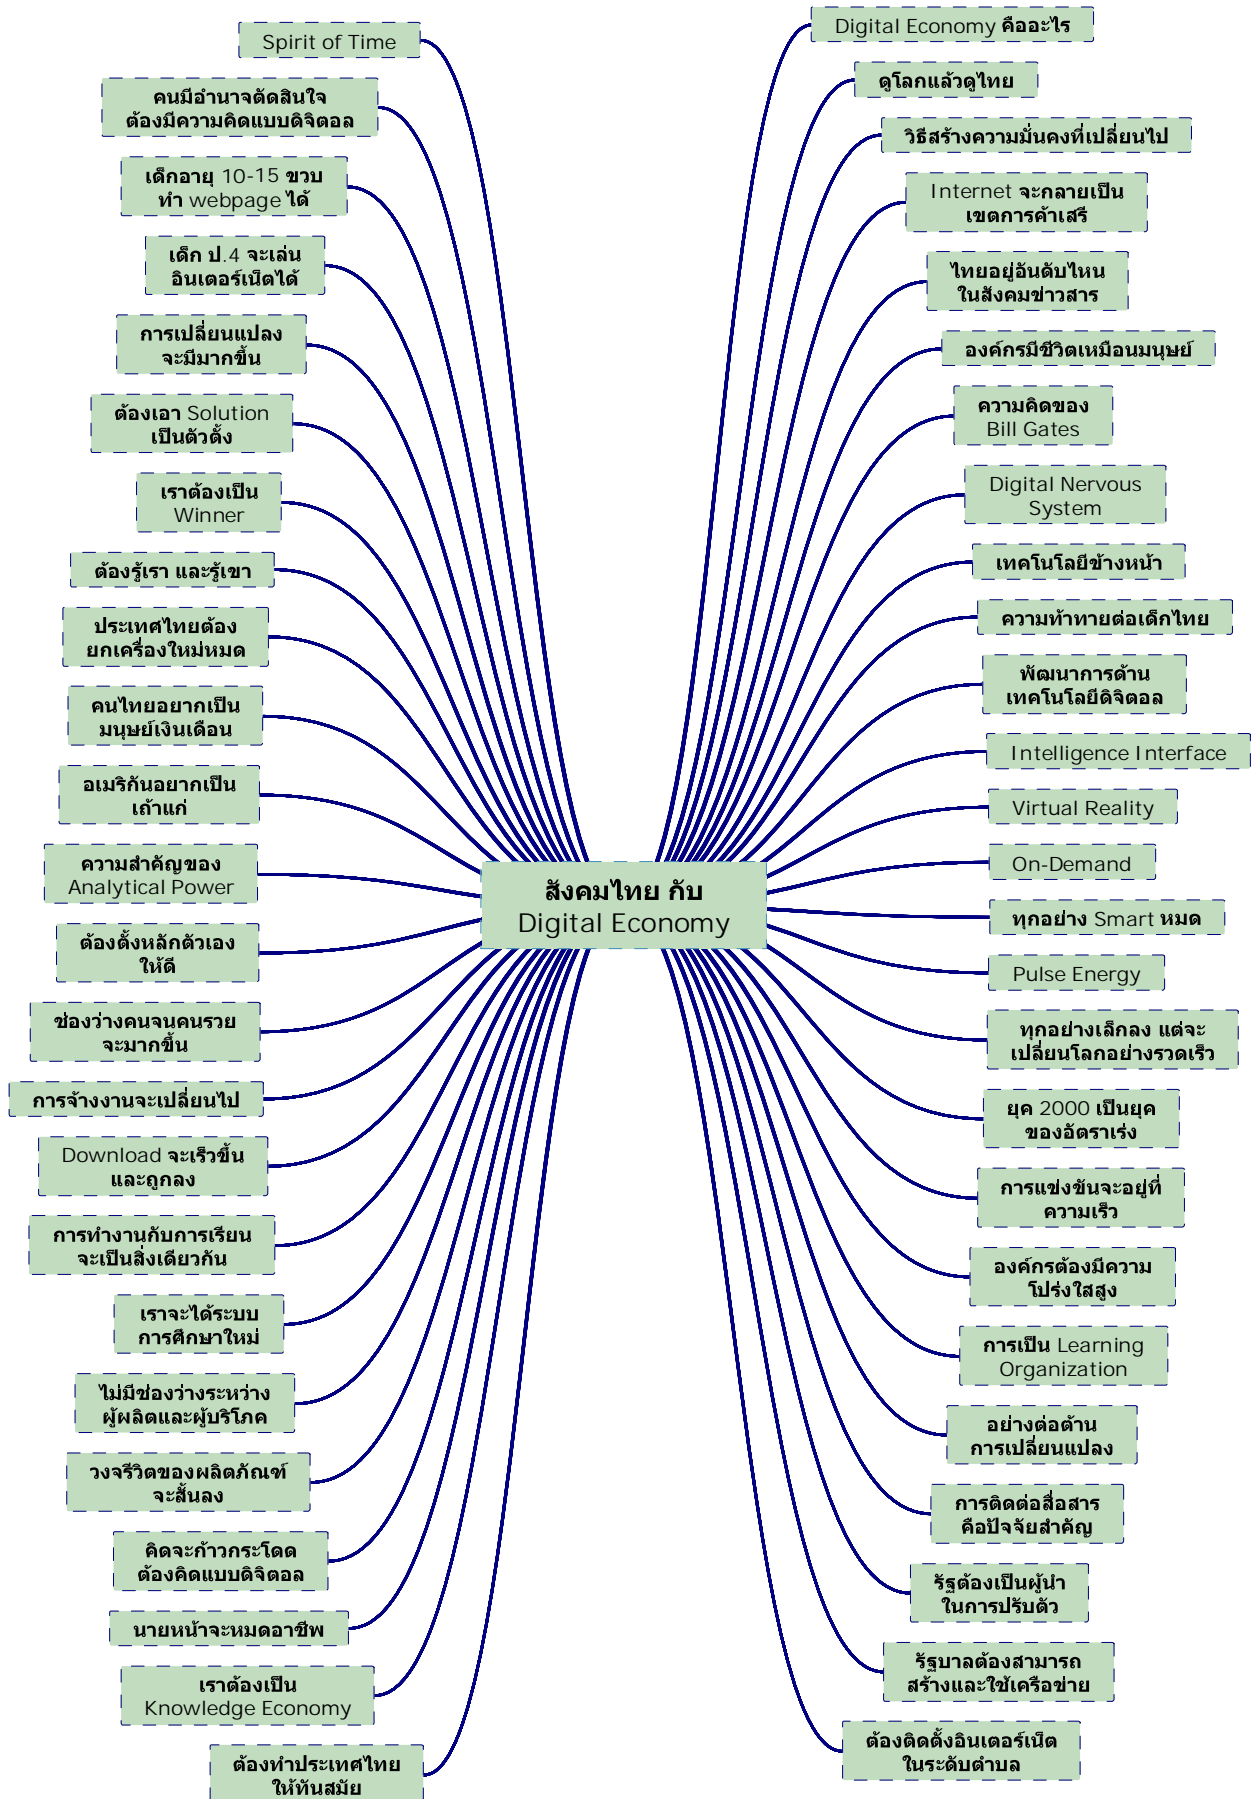 สังคมไทย กับ
Digital Economy
Digital Economy คืออะไร
ดูโลกแล้วดูไทย
วิธีสร้างความมั่นคงที่เปลี่ยนไป
Internet จะกลายเป็น
เขตการค้าเสรี
ไทยอยู่อันดับไหน
ในสังคมข่าวสาร
องค์กรมีชีวิตเหมือนมนุษย์
ความคิดของ
Bill Gates
Digital Nervous
System
เทคโนโลยีข้างหน้า
ความท้าทายต่อเด็กไทย
พัฒนาการด้าน
เทคโนโลยีดิจิตอล
Intelligence Interface
Virtual Reality
On-Demand
ทุกอย่าง Smart หมด
Pulse Energy
ทุกอย่างเล็กลง แต่จะ
เปลี่ยนโลกอย่างรวดเร็ว
ยุค 2000 เป็นยุค
ของอัตราเร่ง
การแข่งขันจะอยู่ที่
ความเร็ว
องค์กรต้องมีความ
โปร่งใสสูง
การเป็น Learning
Organization
อย่างต่อต้าน
การเปลี่ยนแปลง
การติดต่อสื่อสาร
คือปัจจัยสำคัญ
รัฐต้องเป็นผู้นำ
ในการปรับตัว
รัฐบาลต้องสามารถ
สร้างและใช้เครือข่าย
ต้องติดตั้งอินเตอร์เน็ต
ในระดับตำบล
Spirit of Time
คนมีอำนาจตัดสินใจ
ต้องมีความคิดแบบดิจิตอล
เด็กอายุ 10-15 ขวบ
ทำ webpage ได้
เด็ก ป.4 จะเล่น
อินเตอร์เน็ตได้
การเปลี่ยนแปลง
จะมีมากขึ้น
ต้องเอา Solution
เป็นตัวตั้ง
เราต้องเป็น
Winner
ต้องรู้เรา และรู้เขา
ประเทศไทยต้อง
ยกเครื่องใหม่หมด
คนไทยอยากเป็น
มนุษย์เงินเดือน
อเมริกันอยากเป็น
เถ้าแก่
ความสำคัญของ
Analytical Power
ต้องตั้งหลักตัวเอง
ให้ดี
ช่องว่างคนจนคนรวย
จะมากขึ้น
การจ้างงานจะเปลี่ยนไป
Download จะเร็วขึ้น
และถูกลง
การทำงานกับการเรียน
จะเป็นสิ่งเดียวกัน
เราจะได้ระบบ
การศึกษาใหม่
ไม่มีช่องว่างระหว่าง
ผู้ผลิตและผู้บริโภค
วงจรีวิตของผลิตภัณฑ์
จะสั้นลง
คิดจะก้าวกระโดด
ต้องคิดแบบดิจิตอล
นายหน้าจะหมดอาชีพ
เราต้องเป็น
Knowledge Economy
ต้องทำประเทศไทย
ให้ทันสมัย